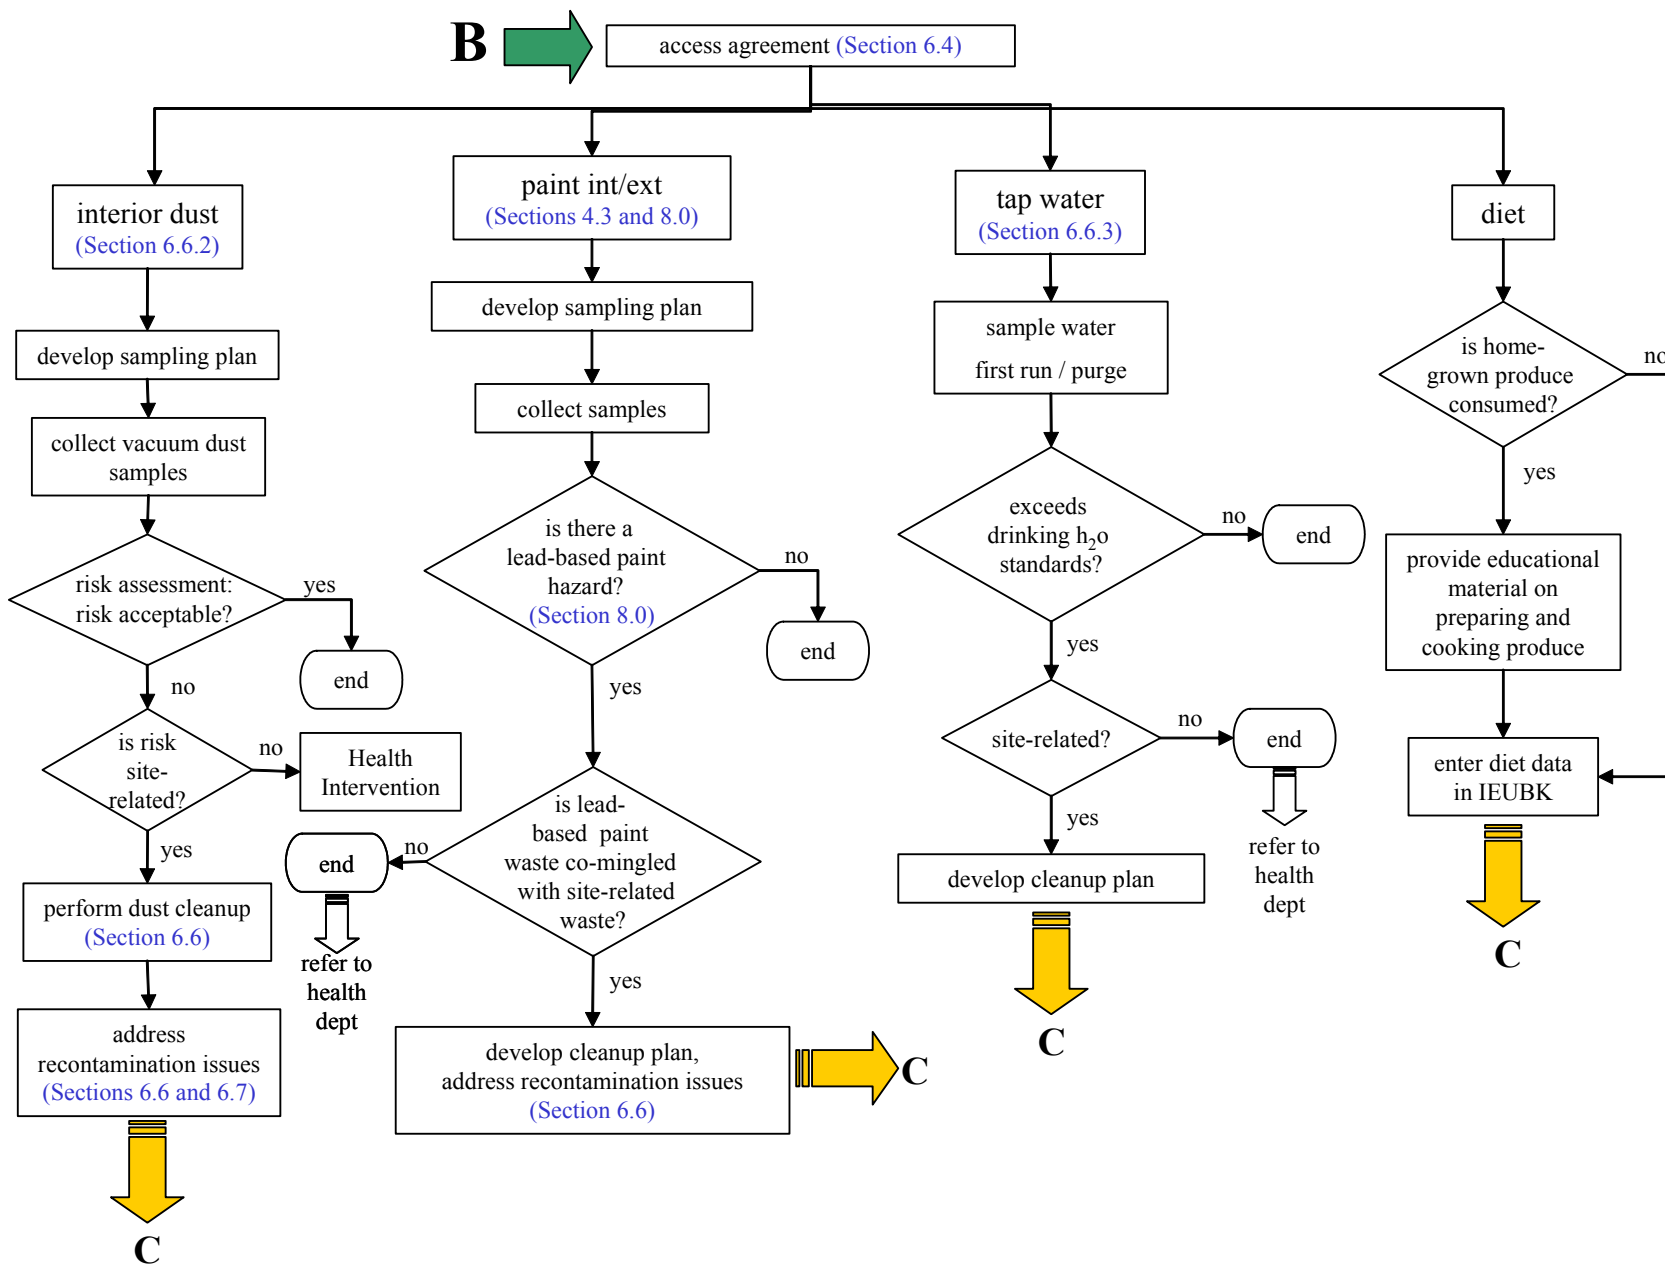 B
access agreement (Section 6.4)
interior dust
(Section 6.6.2)
develop sampling plan
collect vacuum dust
samples
risk assessment:
risk acceptable?
yes
end
no
is risk
site-
related?
no
Health
Intervention
yes
perform dust cleanup
(Section 6.6)
address
recontamination issues
(Sections 6.6 and 6.7)
C
paint int/ext
(Sections 4.3 and 8.0)
develop sampling plan
collect samples
is there a
lead-based paint
hazard?
(Section 8.0)
no
end
yes
is lead-
based paint
waste co-mingled
with site-related
waste?
no
end
refer to
health
dept
yes
develop cleanup plan,
address recontamination issues
(Section 6.6)
C
tap water
(Section 6.6.3)
sample water
first run / purge
exceeds
drinking h₂o
standards?
no
end
yes
site-related?
no
end
refer to
health
dept
yes
develop cleanup plan
C
diet
is home-
grown produce
consumed?
no
yes
provide educational
material on
preparing and
cooking produce
enter diet data
in IEUBK
C